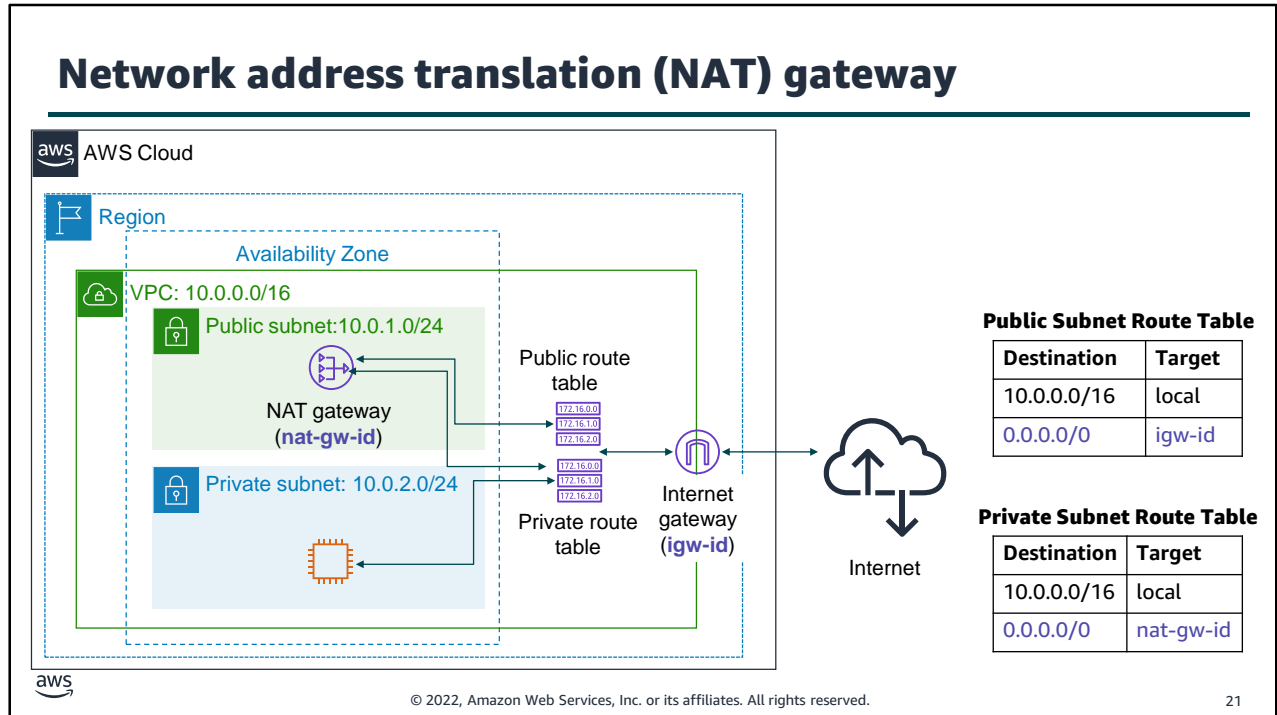 Network address translation (NAT) gateway
aws
AWS Cloud
Region
Availability Zone
VPC: 10.0.0.0/16
Public subnet:10.0.1.0/24
NAT gateway
(nat-gw-id)
Private subnet: 10.0.2.0/24
Public route
table
172.16.0.0
172.16.1.0
172.16.2.0
172.16.0.0
172.16.1.0
172.16.2.0
Private route
table
Internet
gateway
(igw-id)
Internet
Public Subnet Route Table
Destination Target
10.0.0.0/16 local
0.0.0.0/0 igw-id
Private Subnet Route Table
Destination Target
10.0.0.0/16 local
0.0.0.0/0 nat-gw-id
aws
© 2022, Amazon Web Services, Inc. or its affiliates. All rights reserved.
21